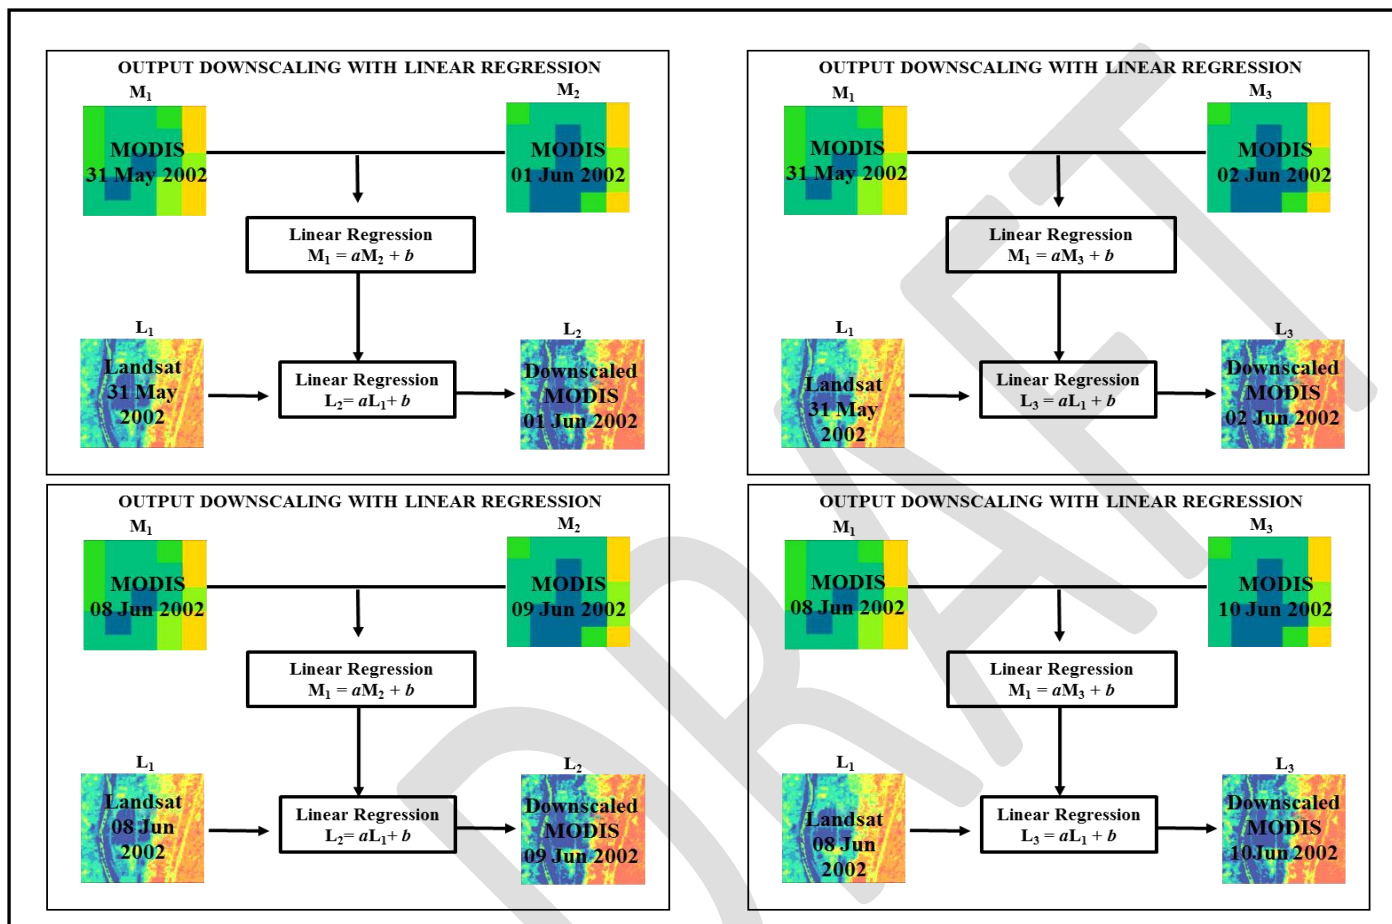 OUTPUT DOWNSCALING WITH LINEAR REGRESSION
M₁
M₂
MODIS
31 May 2002
MODIS
01 Jun 2002
Linear Regression
M₁ = aM₂ + b
L₁
L₂
Landsat
31 May
2002
Linear Regression
L₂= aL₁+ b
Downscaled
MODIS
01 Jun 2002
OUTPUT DOWNSCALING WITH LINEAR REGRESSION
M₁
M₃
MODIS
31 May 2002
MODIS
02 Jun 2002
Linear Regression
M₁ = aM₃ + b
L₁
L₃
Landsat
31 May
2002
Linear Regression
L₃ = aL₁ + b
Downscaled
MODIS
02 Jun 2002
OUTPUT DOWNSCALING WITH LINEAR REGRESSION
M₁
M₂
MODIS
08 Jun 2002
MODIS
09 Jun 2002
Linear Regression
M₁ = aM₂ + b
L₁
L₂
Landsat
08 Jun
2002
Linear Regression
L₂= aL₁+ b
Downscaled
MODIS
09 Jun 2002
OUTPUT DOWNSCALING WITH LINEAR REGRESSION
M₁
M₃
MODIS
08 Jun 2002
MODIS
10 Jun 2002
Linear Regression
M₁ = aM₃ + b
L₁
L₃
Landsat
08 Jun
2002
Linear Regression
L₃ = aL₁ + b
Downscaled
MODIS
10Jun 2002
DRAFT